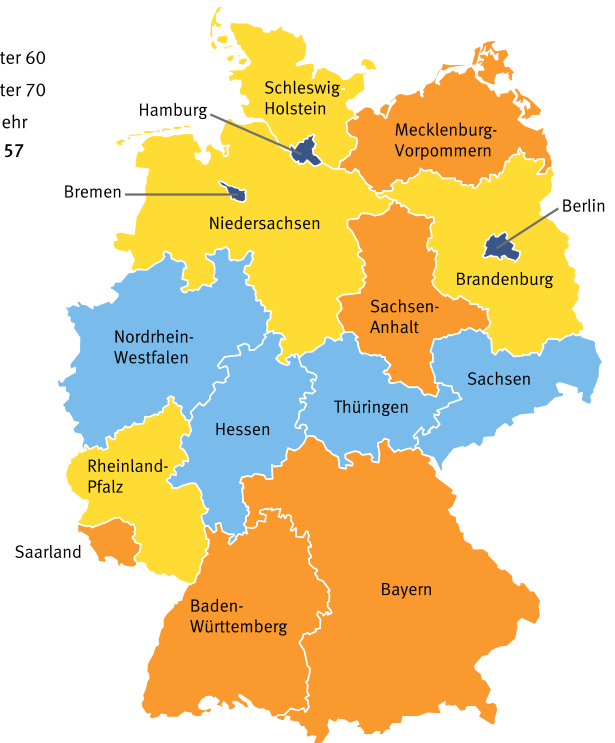 ter 60
ter 70
ehr
57
Schleswig-
Holstein
Hamburg
Mecklenburg-
Vorpommern
Bremen
Niedersachsen
Berlin
Brandenburg
Sachsen-
Anhalt
Nordrhein-
Westfalen
Sachsen
Thüringen
Hessen
Rheinland-
Pfalz
Saarland
Bayern
Baden-
Württemberg